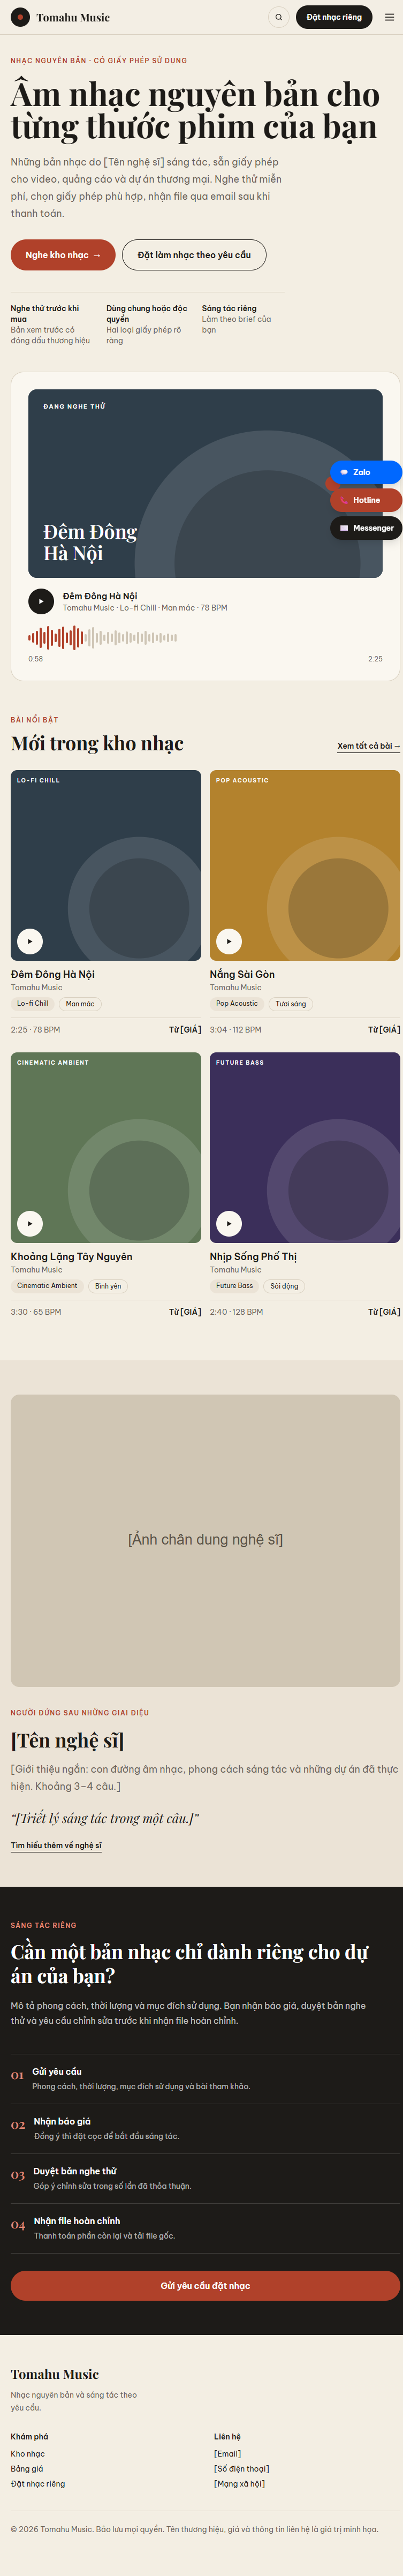 Tomahu Music
Đặt nhạc riêng
NHẠC NGUYÊN BẢN · CÓ GIẤY PHÉP SỬ DỤNG
Âm nhạc nguyên bản cho
từng thước phim của bạn
Những bản nhạc do [Tên nghệ sĩ] sáng tác, sẵn giấy phép
cho video, quảng cáo và dự án thương mại. Nghe thử miễn
phí, chọn giấy phép phù hợp, nhận file qua email sau khi
thanh toán.
Nghe kho nhạc →
Đặt làm nhạc theo yêu cầu
Nghe thử trước khi
mua
Bản xem trước có
đóng dấu thương hiệu
Dùng chung hoặc độc
quyền
Hai loại giấy phép rõ
ràng
Sáng tác riêng
Làm theo brief của
bạn
ĐANG NGHE THỬ
Đêm Đông
Hà Nội
Zalo
Hotline
Messenger
Đêm Đông Hà Nội
Tomahu Music · Lo-fi Chill · Man mác · 78 BPM
0:58
2:25
BÀI NỔI BẬT
Mới trong kho nhạc
Xem tất cả bài →
LO-FI CHILL
Đêm Đông Hà Nội
Tomahu Music
Lo-fi Chill
Man mác
2:25 · 78 BPM
Từ [GIÁ]
POP ACOUSTIC
Nắng Sài Gòn
Tomahu Music
Pop Acoustic
Tươi sáng
3:04 · 112 BPM
Từ [GIÁ]
CINEMATIC AMBIENT
Khoảng Lặng Tây Nguyên
Tomahu Music
Cinematic Ambient
Bình yên
3:30 · 65 BPM
Từ [GIÁ]
FUTURE BASS
Nhịp Sống Phố Thị
Tomahu Music
Future Bass
Sôi động
2:40 · 128 BPM
Từ [GIÁ]
[Ảnh chân dung nghệ sĩ]
NGƯỜI ĐỨNG SAU NHỮNG GIAI ĐIỆU
[Tên nghệ sĩ]
[Giới thiệu ngắn: con đường âm nhạc, phong cách sáng tác và những dự án đã thực
hiện. Khoảng 3–4 câu.]
“[Triết lý sáng tác trong một câu.]”
Tìm hiểu thêm về nghệ sĩ
SÁNG TÁC RIÊNG
Cần một bản nhạc chỉ dành riêng cho dự
án của bạn?
Mô tả phong cách, thời lượng và mục đích sử dụng. Bạn nhận báo giá, duyệt bản nghe
thử và yêu cầu chỉnh sửa trước khi nhận file hoàn chỉnh.
01 Gửi yêu cầu
Phong cách, thời lượng, mục đích sử dụng và bài tham khảo.
02 Nhận báo giá
Đồng ý thì đặt cọc để bắt đầu sáng tác.
03 Duyệt bản nghe thử
Góp ý chỉnh sửa trong số lần đã thỏa thuận.
04 Nhận file hoàn chỉnh
Thanh toán phần còn lại và tải file gốc.
Gửi yêu cầu đặt nhạc
Tomahu Music
Nhạc nguyên bản và sáng tác theo
yêu cầu.
Khám phá
Kho nhạc
Bảng giá
Đặt nhạc riêng
Liên hệ
[Email]
[Số điện thoại]
[Mạng xã hội]
© 2026 Tomahu Music. Bảo lưu mọi quyền. Tên thương hiệu, giá và thông tin liên hệ là giá trị minh họa.